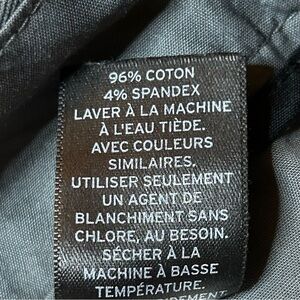 96% COTON
4% SPANDEX
LAVER À LA MACHINE
À L'EAU TIÈDE.
AVEC COULEURS
SIMILAIRES.
UTILISER SEULEMENT
UN AGENT DE
BLANCHIMENT SANS
CHLORE, AU BESOIN.
SÉCHER À LA
MACHINE À BASSE
TEMPÉRATURE.